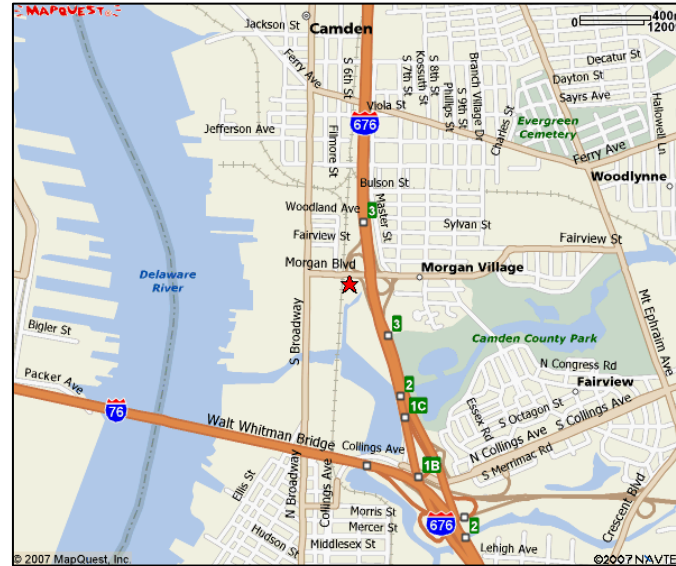 MAPQUEST
Jackson St
Camden
400m
1200ft
Ferry Ave
S 6th St
S 7th St
Kossuth St
S 8th St
Phillips St
S 9th St
Branch Village Dr
Charles St
Decatur St
Dayton St
Sayrs Ave
Hallowell Ln
Viola St
Jefferson Ave
Filmore St
676
Evergreen
Cemetery
Ferry Ave
Woodlynne
Bulson St
Woodland Ave
3
Master St
Fairview St
Sylvan St
Fairview St
Morgan Blvd
Morgan Village
Delaware
River
Mt Ephraim Ave
S Broadway
Bigler St
3
Camden County Park
N Congress Rd
Packer Ave
76
2
1C
Fairview
Essex Rd
S Octagon St
S Collings Ave
N Collings Ave
Walt Whitman Bridge
Collings Ave
S Merrimac Rd
1B
Ellis St
N Broadway
Collings Ave
Crescent Blvd
Morris St
Mercer St
676
2
Hudson St
Middlesex St
Lehigh Ave
© 2007 MapQuest, Inc.
©2007 NAVTE